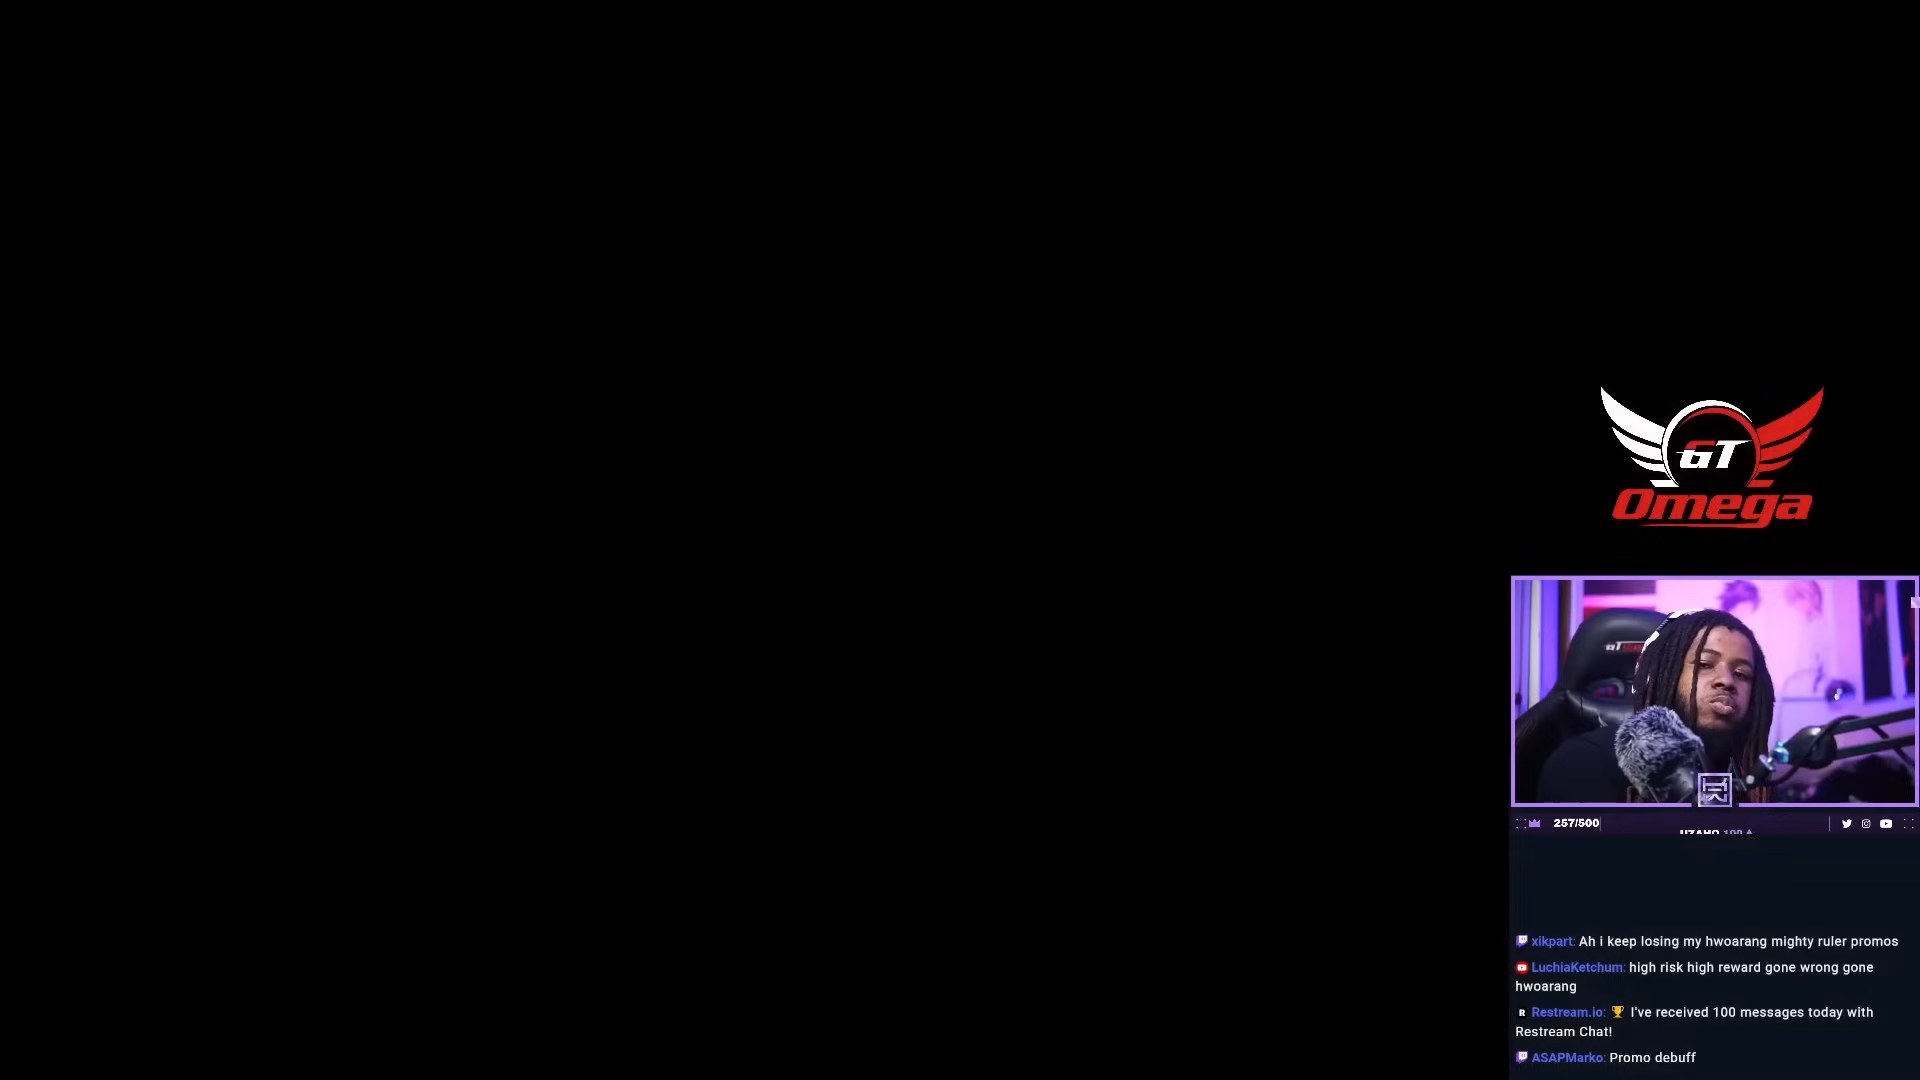 GT
Omega
257/500
xikpart: Ah i keep losing my hwoarang mighty ruler promos
LuchiaKetchum: high risk high reward gone wrong gone
hwoarang
Restream.io: 🏆 I've received 100 messages today with
Restream Chat!
ASAPMarko: Promo debuff